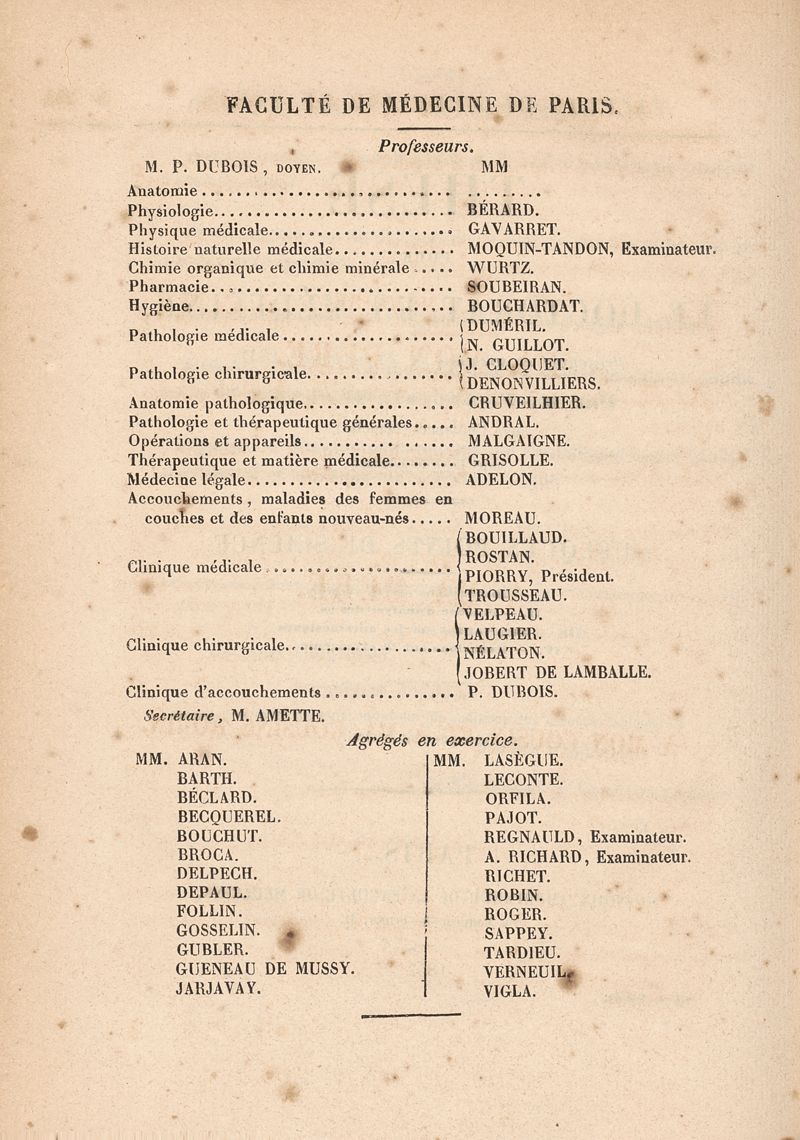 FACULTÉ DE MÉDECINE DE PARIS.
Professeurs.
M. P. DUBOIS, DOYEN. MM
Anatomie .................................... .........
Physiologie.................................. BÉRARD.
Physique médicale........................ GAVARRET.
Histoire naturelle médicale............... MOQUIN-TANDON, Examinateur.
Chimie organique et chimie minérale ..... WURTZ.
Pharmacie.................................. SOUBEIRAN.
Hygiène..................................... BOUCHARDAT.
Pathologie médicale ...................... { DUMÉRIL.
N. GUILLOT.
Pathologie chirurgicale................... { J. CLOQUET.
DENONVILLIERS.
Anatomie pathologique.................. CRUVEILHIER.
Pathologie et thérapeutique générales..... ANDRAL.
Opérations et appareils........... ...... MALGAIGNE.
Thérapeutique et matière médicale........ GRISOLLE.
Médecine légale............................ ADELON.
Accouchements, maladies des femmes en
couches et des enfants nouveau-nés..... MOREAU.
BOUILLAUD.
ROSTAN.
Clinique médicale ........................ { PIORRY, Président.
TROUSSEAU.
VELPEAU.
LAUGIER.
Clinique chirurgicale...................... { NÉLATON.
JOBERT DE LAMBALLE.
Clinique d'accouchements ................ P. DUBOIS.
Secrétaire, M. AMETTE.
Agrégés en exercice.
MM. ARAN.
BARTH.
BÉCLARD.
BECQUEREL.
BOUCHUT.
BROCA.
DELPECH.
DEPAUL.
FOLLIN.
GOSSELIN.
GUBLER.
GUENEAU DE MUSSY.
JARJAVAY.
MM. LASÈGUE.
LECONTE.
ORFILA.
PAJOT.
REGNAULD, Examinateur.
A. RICHARD, Examinateur.
RICHET.
ROBIN.
ROGER.
SAPPEY.
TARDIEU.
VERNEUIL.
VIGLA.